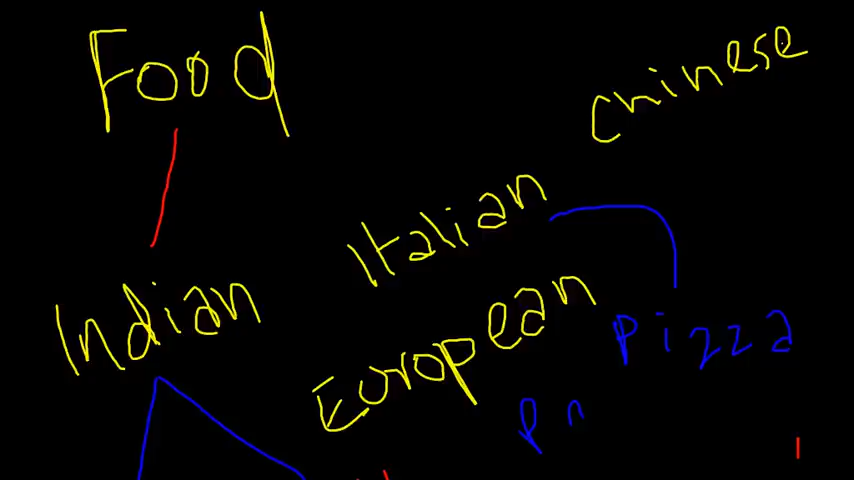 Food
Chinese
Italian
Indian
European
Pizza